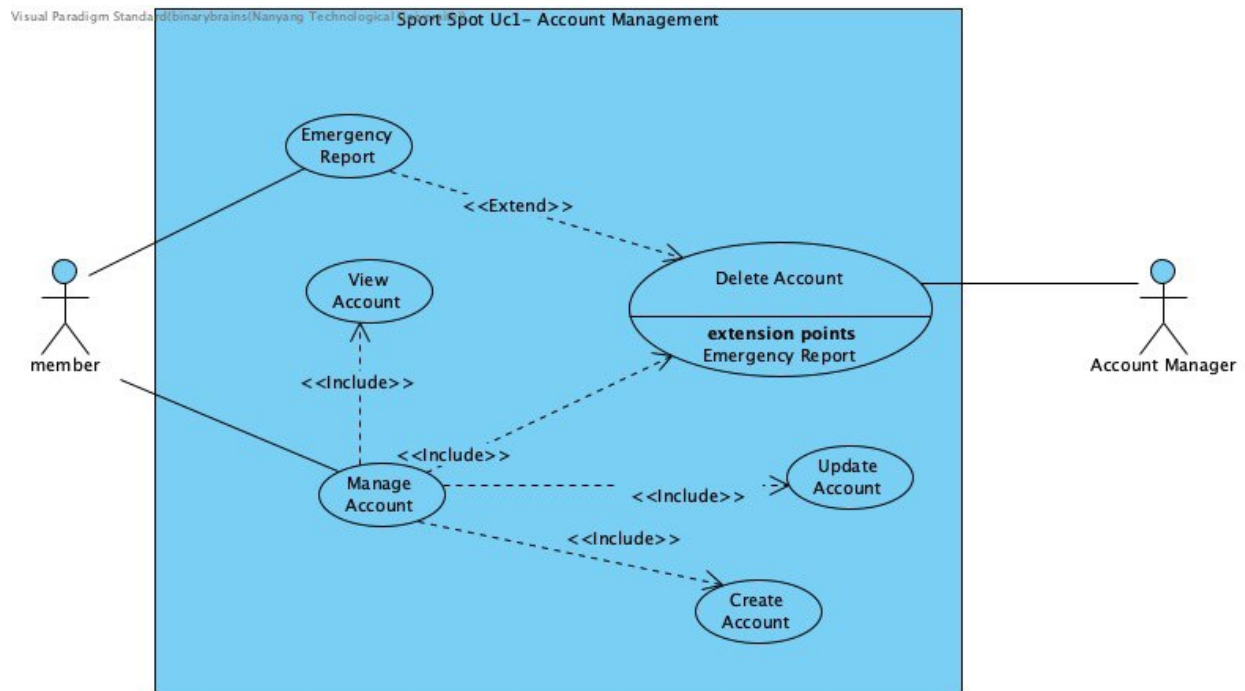 Visual Paradigm Standard(binarybrains(Nanyang Technological
Sport Spot Uc1- Account Management
Emergency
Report
<<Extend>>
View
Account
Delete Account
extension points
Emergency Report
member
Account Manager
<<Include>>
<<Include>>
Manage
Account
Update
Account
<<Include>>
<<Include>>
Create
Account